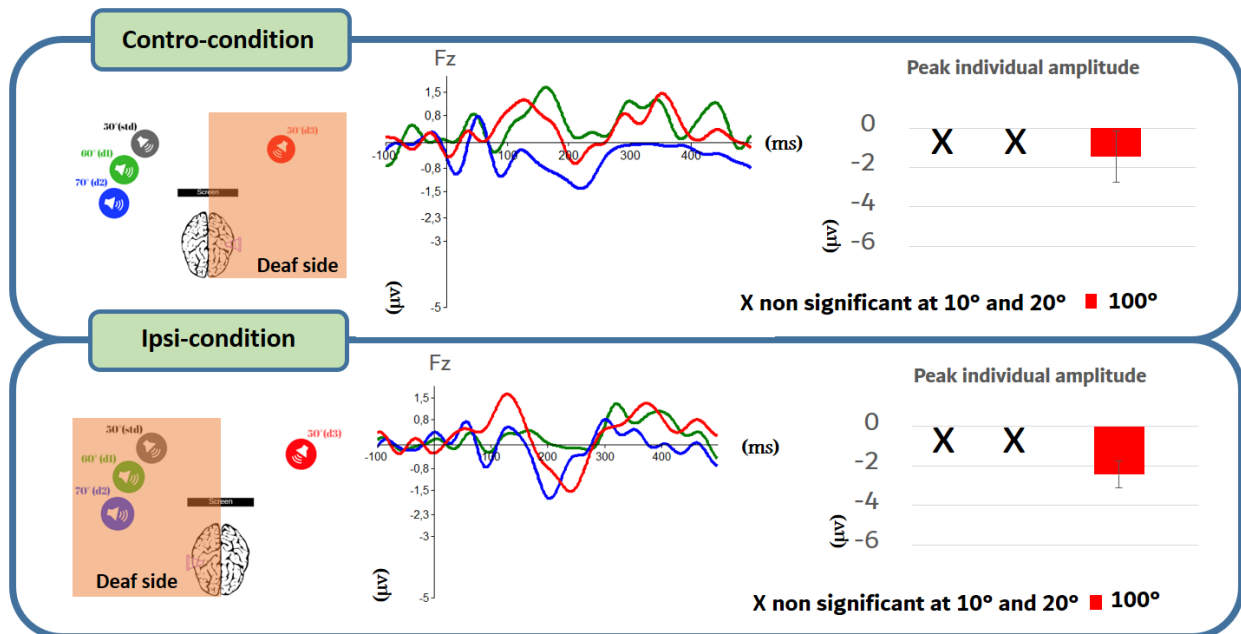 Contro-condition
Fz
Peak individual amplitude
50°(std)
60° (d1)
70° (d2)
50°(d3)
Screen
Deaf side
1,5
0,8
-100
100
200
300
400
(ms)
-0,8
-1,5
-2,3
-3
-5
(μv)
0
-2
-4
-6
(μv)
X
X
X non significant at 10° and 20°
100°
Ipsi-condition
Fz
Peak individual amplitude
50°(std)
60° (d1)
70° (d2)
50°(d3)
Screen
Deaf side
1,5
0,8
-100
100
200
300
400
(ms)
-0,8
-1,5
-2,3
-3
-5
(μv)
0
-2
-4
-6
(μv)
X
X
X non significant at 10° and 20°
100°